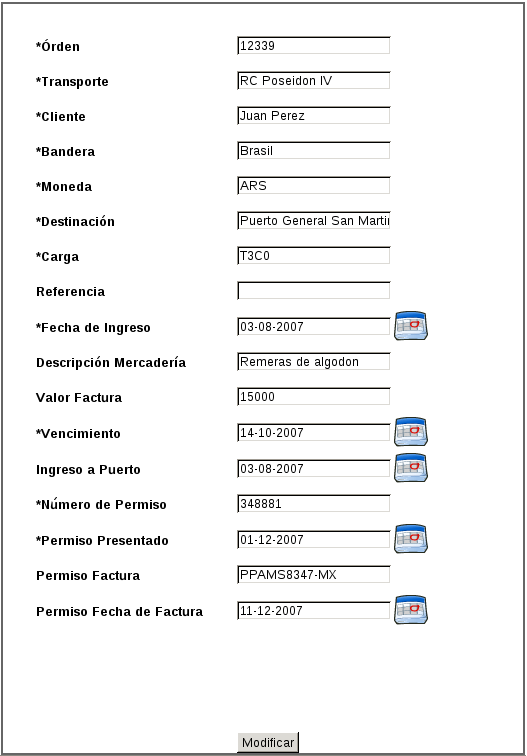 *Órden 12339
*Transporte RC Poseidon IV
*Cliente Juan Perez
*Bandera Brasil
*Moneda ARS
*Destinación Puerto General San Martin
*Carga T3C0
Referencia
*Fecha de Ingreso 03-08-2007
Descripción Mercadería Remeras de algodon
Valor Factura 15000
*Vencimiento 14-10-2007
Ingreso a Puerto 03-08-2007
*Número de Permiso 348881
*Permiso Presentado 01-12-2007
Permiso Factura PPAMS8347-MX
Permiso Fecha de Factura 11-12-2007
Modificar